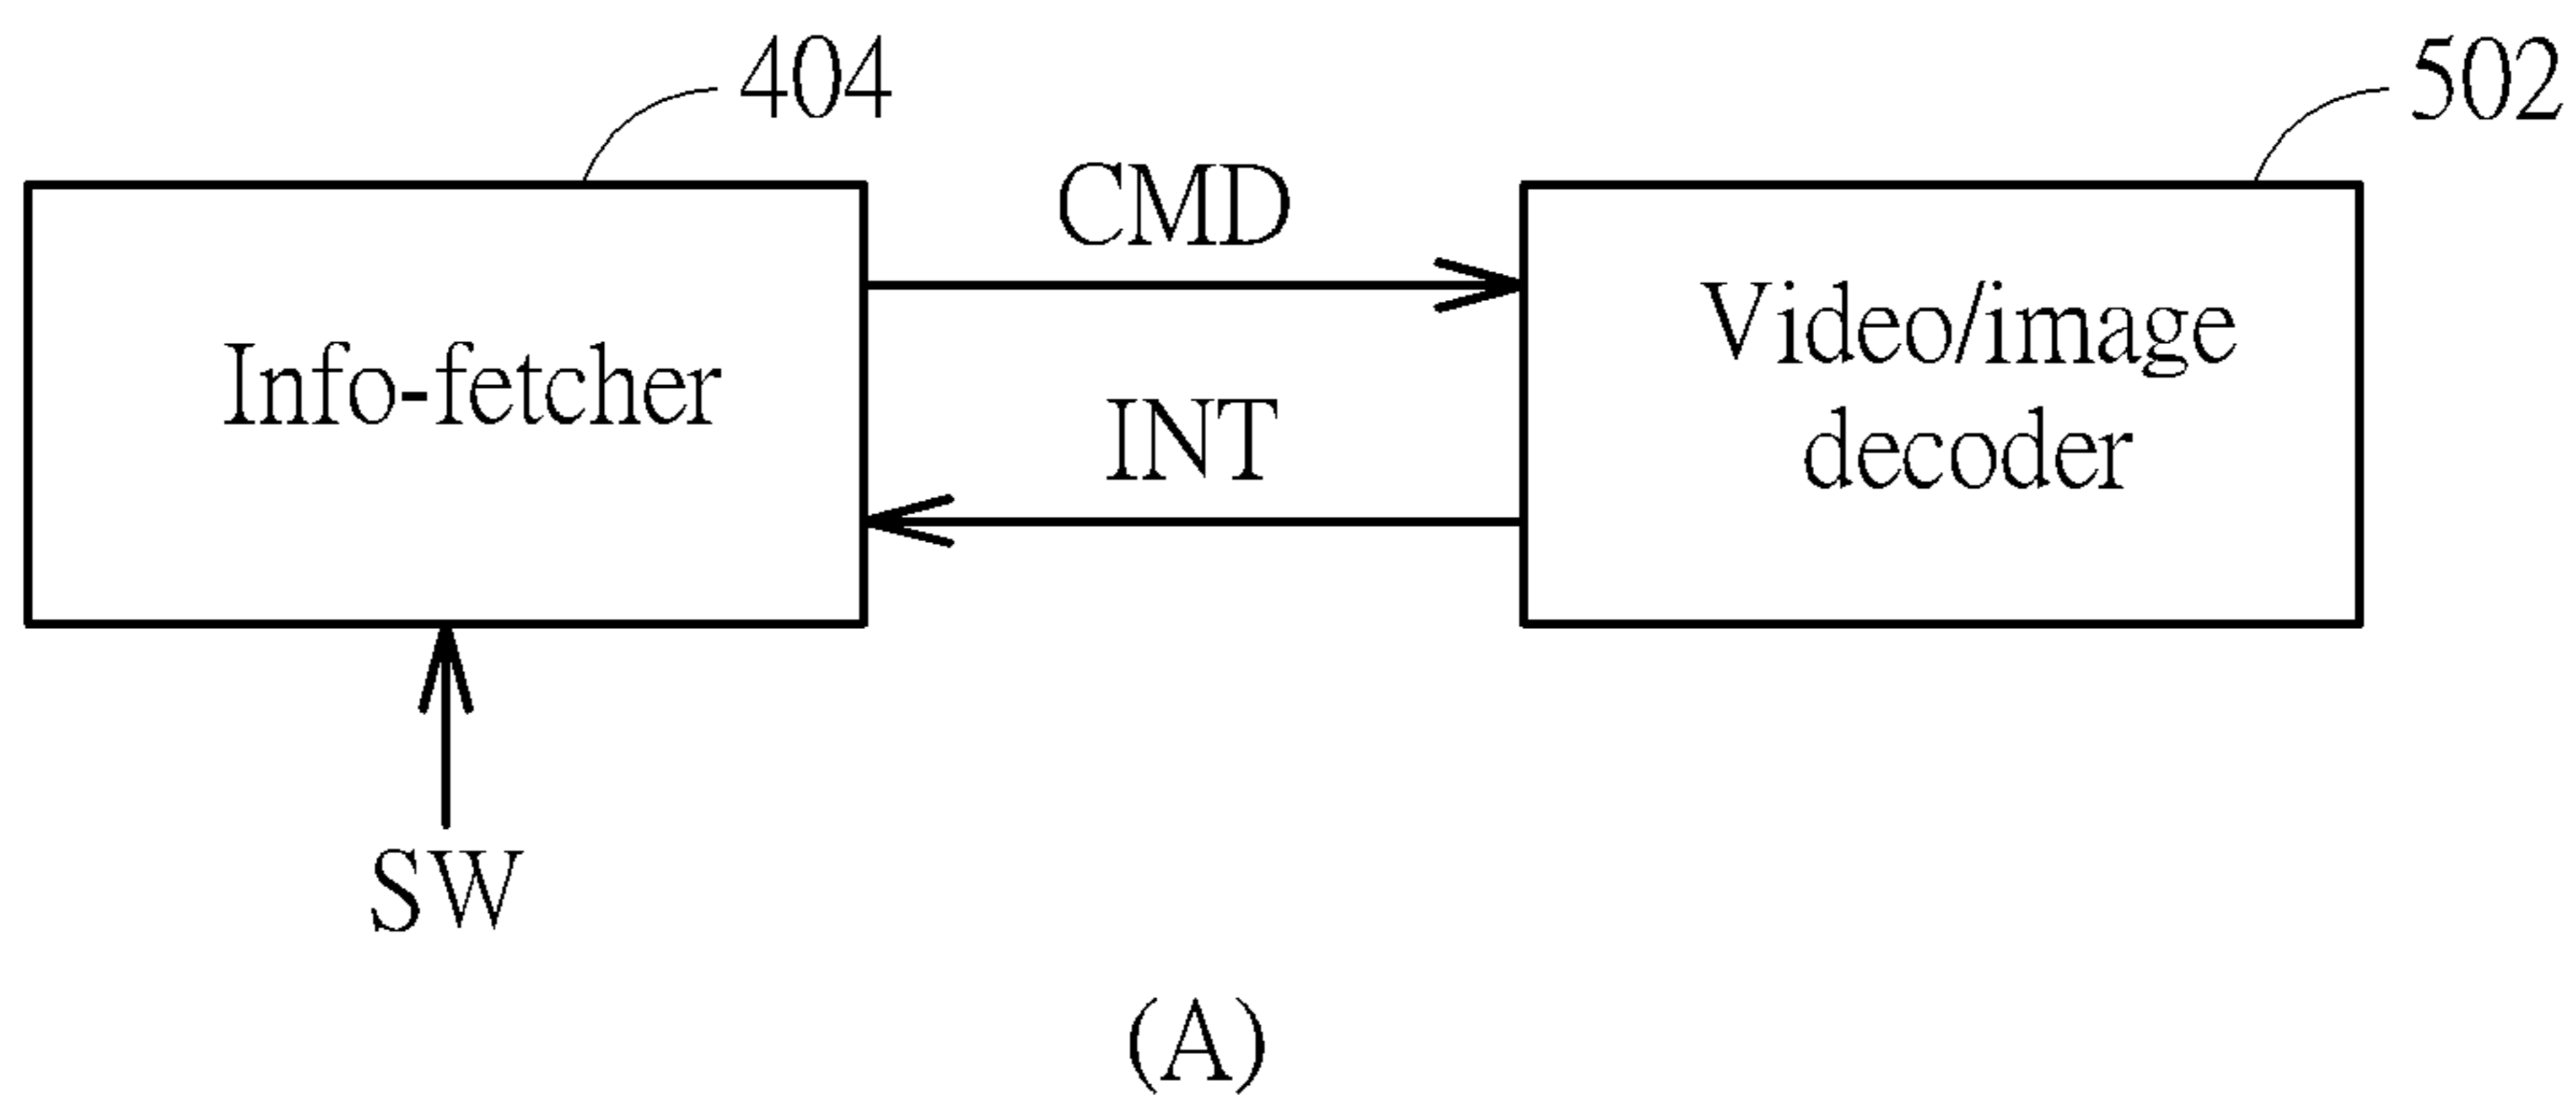 404
502
CMD
Info-fetcher
Video/image
decoder
INT
SW
(A)